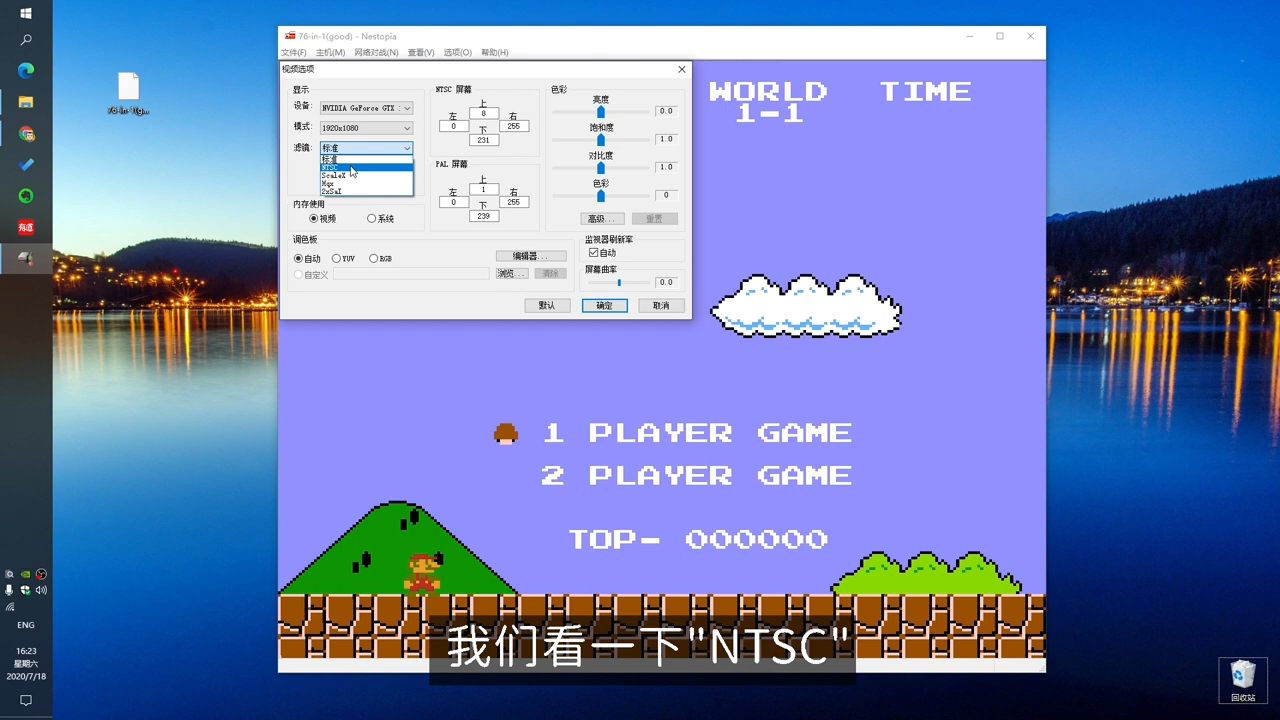 76-in-1(good) - Nestopia
文件(F) 主机(M) 网络对战(N) 查看(V) 选项(O) 帮助(H)
视频选项
显示
设备:
NVIDIA GeForce GTX
模式:
1920x1080
滤镜:
标准
标准
NTSC
ScaleX
Hqx
2xSaI
内存使用
视频 系统
NTSC 屏幕
上
8
左 右
0 255
下
231
PAL 屏幕
上
1
左 右
0 255
下
239
色彩
亮度
0.0
饱和度
1.0
对比度
1.0
色彩
0
高级... 重置
调色板
自动 YUV RGB
编辑器...
自定义
浏览... 清除
监视器刷新率
自动
屏幕曲率
0.0
默认 确定 取消
WORLD TIME
1-1
1 PLAYER GAME
2 PLAYER GAME
TOP- 000000
我们看一下"NTSC"
76-in-1(g...
有道
ENG
16:23
星期六
2020/7/18
回收站